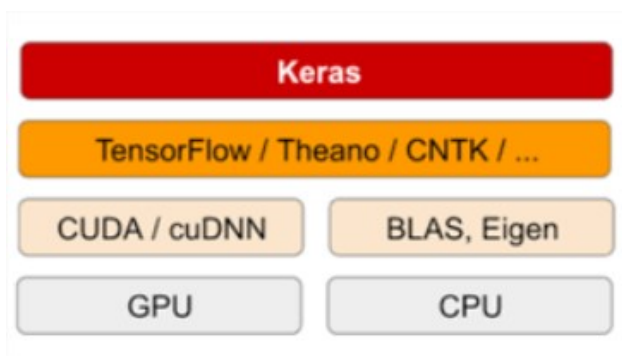 Keras
TensorFlow / Theano / CNTK / ...
CUDA / cuDNN
BLAS, Eigen
GPU
CPU